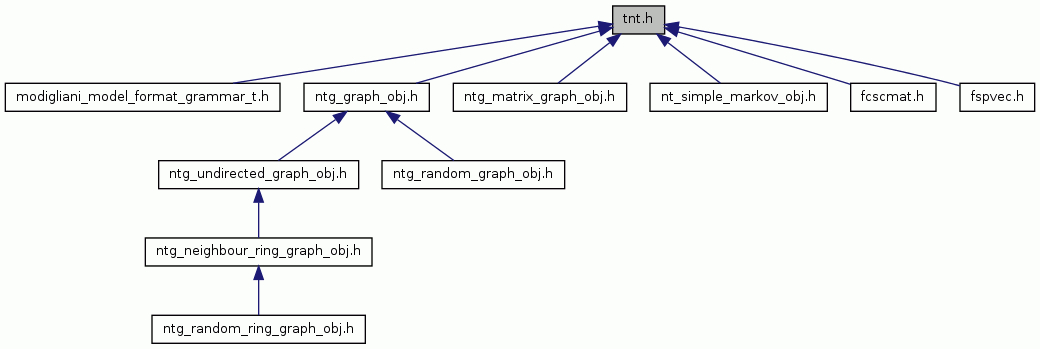 tnt.h
modigliani_model_format_grammar_t.h
ntg_graph_obj.h
ntg_matrix_graph_obj.h
nt_simple_markov_obj.h
fcscmat.h
fspvec.h
ntg_undirected_graph_obj.h
ntg_random_graph_obj.h
ntg_neighbour_ring_graph_obj.h
ntg_random_ring_graph_obj.h